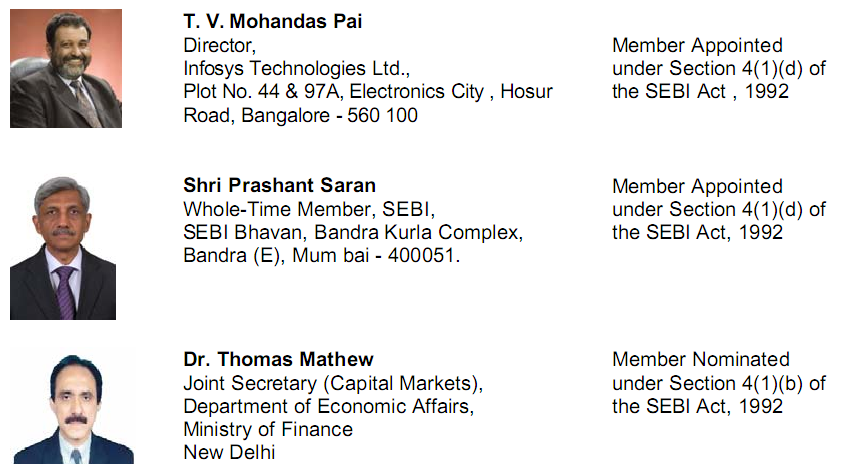 T. V. Mohandas Pai
Director,
Infosys Technologies Ltd.,
Plot No. 44 & 97A, Electronics City , Hosur
Road, Bangalore - 560 100
Member Appointed
under Section 4(1)(d) of
the SEBI Act , 1992
Shri Prashant Saran
Whole-Time Member, SEBI,
SEBI Bhavan, Bandra Kurla Complex,
Bandra (E), Mum bai - 400051.
Member Appointed
under Section 4(1)(d) of
the SEBI Act, 1992
Dr. Thomas Mathew
Joint Secretary (Capital Markets),
Department of Economic Affairs,
Ministry of Finance
New Delhi
Member Nominated
under Section 4(1)(b) of
the SEBI Act, 1992